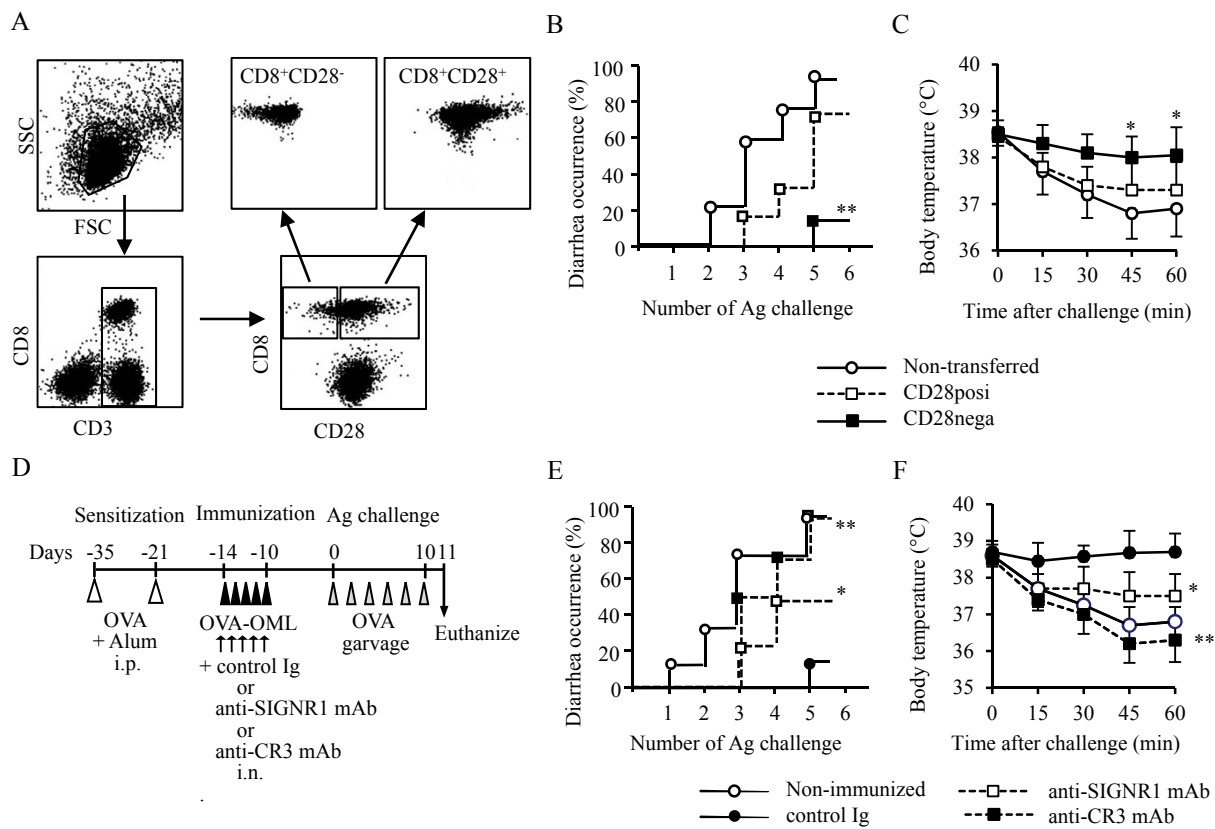 A
SSC
FSC
CD8⁺CD28⁻
CD8⁺CD28⁺
CD8
CD3
CD8
CD28
B
Diarrhea occurrence (%)
100
80
60
40
20
0
**
1 2 3 4 5 6
Number of Ag challenge
C
Body temperature (°C)
39
38
37
36
* *
0 15 30 45 60
Time after challenge (min)
Non-transferred
CD28posi
CD28nega
D
Sensitization Immunization Ag challenge
Days -35 -21 -14 -10 0 10 11
OVA
+ Alum
i.p.
OVA-OML
+ control Ig
or
anti-SIGNR1 mAb
or
anti-CR3 mAb
i.n.
OVA
garvage
Euthanize
E
Diarrhea occurrence (%)
100
80
60
40
20
0
**
*
1 2 3 4 5 6
Number of Ag challenge
F
Body temperature (°C)
40
39
38
37
36
35
*
**
0 15 30 45 60
Time after challenge (min)
Non-immunized
control Ig
anti-SIGNR1 mAb
anti-CR3 mAb